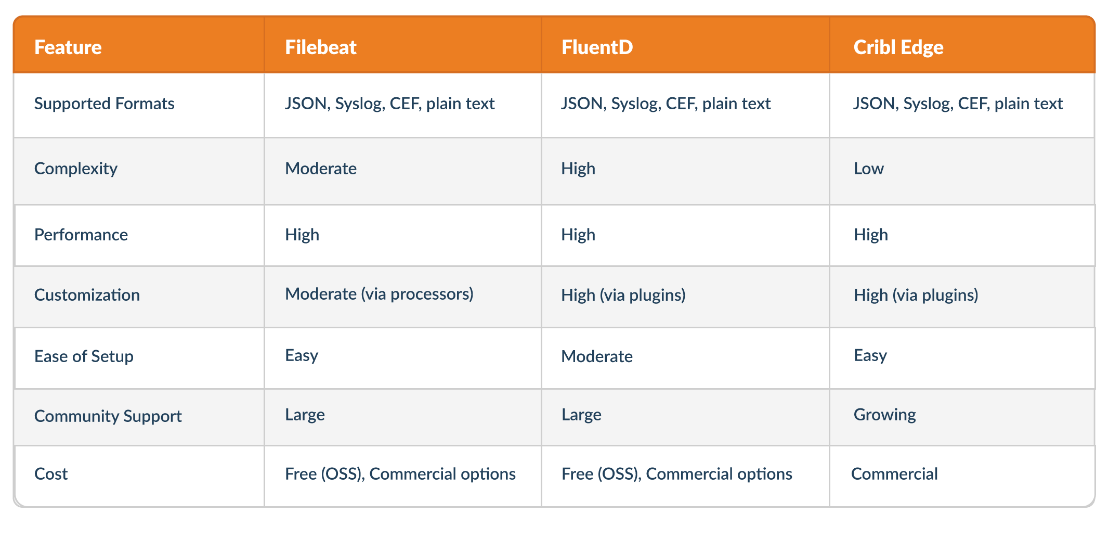 Feature Filebeat FluentD Cribl Edge
Supported Formats JSON, Syslog, CEF, plain text JSON, Syslog, CEF, plain text JSON, Syslog, CEF, plain text
Complexity Moderate High Low
Performance High High High
Customization Moderate (via processors) High (via plugins) High (via plugins)
Ease of Setup Easy Moderate Easy
Community Support Large Large Growing
Cost Free (OSS), Commercial options Free (OSS), Commercial options Commercial